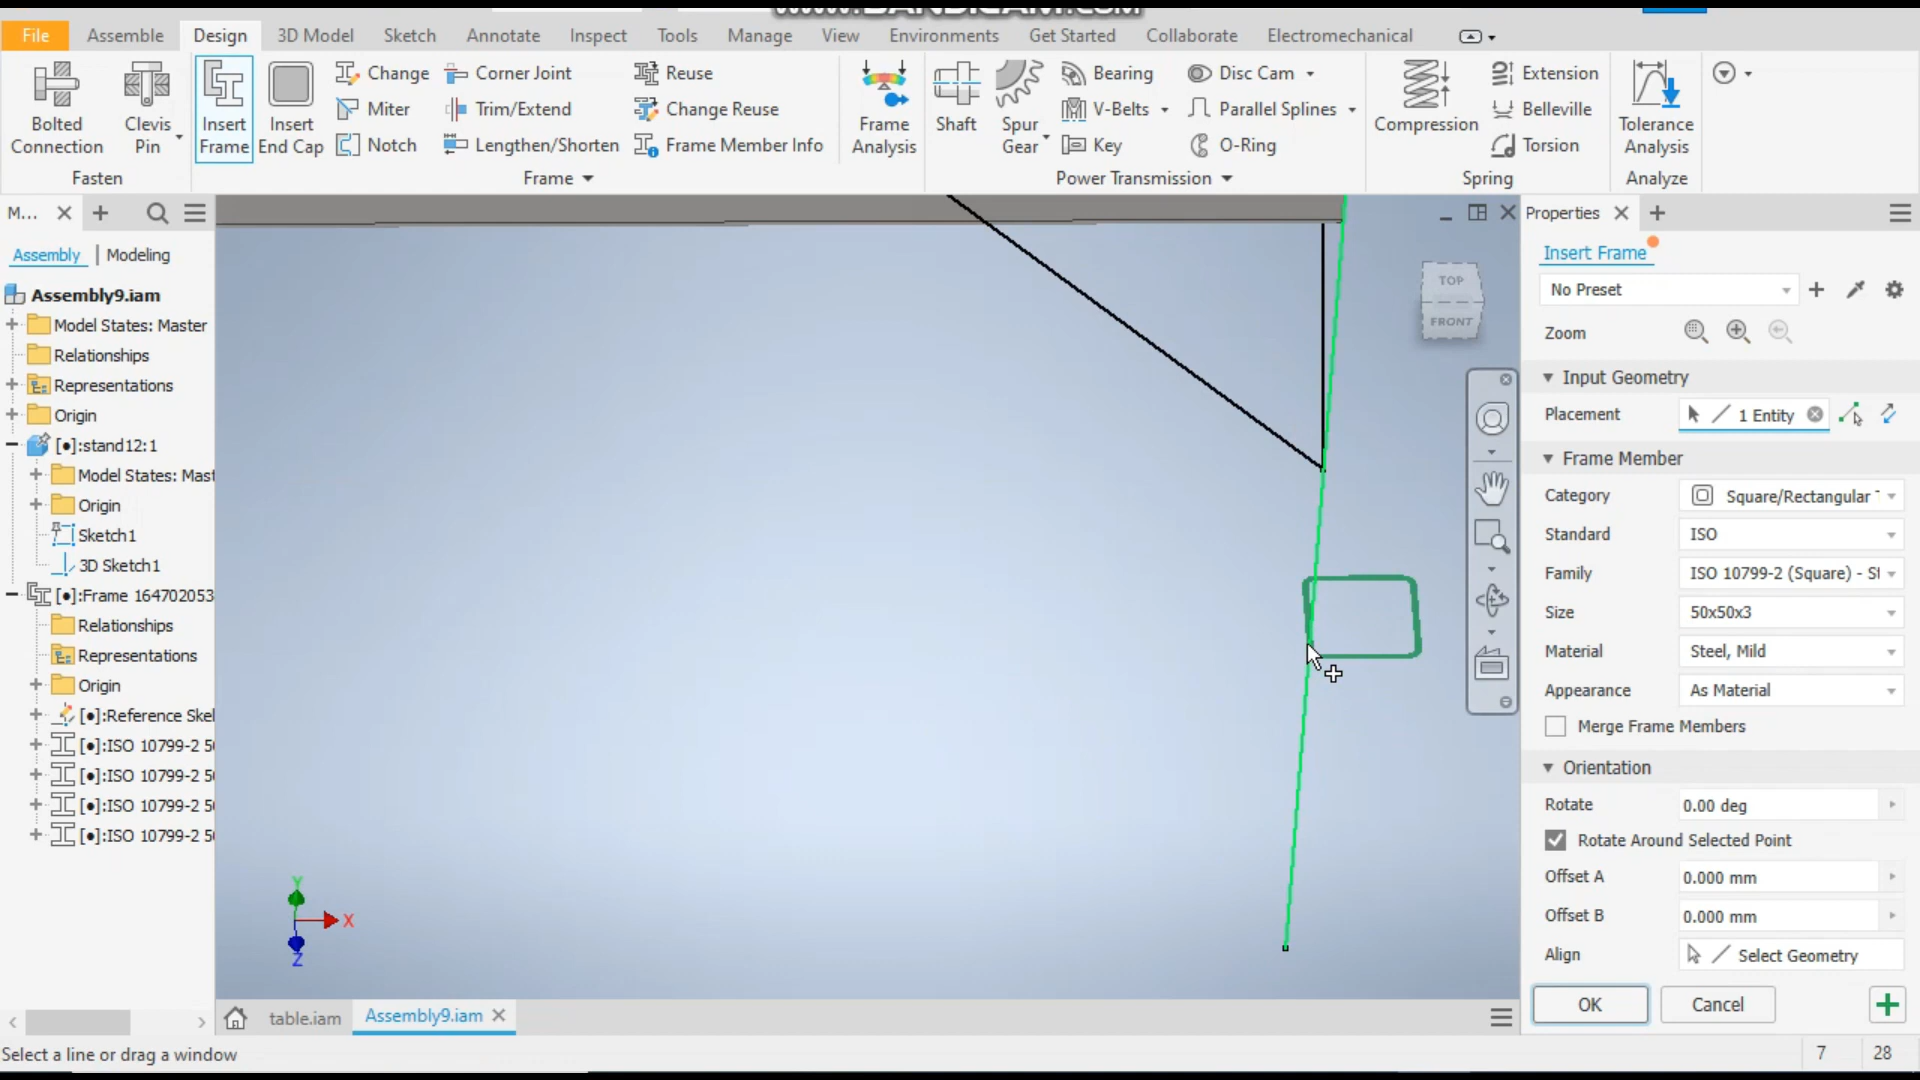 File Assemble Design 3D Model Sketch Annotate Inspect Tools Manage View Environments Get Started Collaborate Electromechanical
Bolted Connection
Clevis Pin
Insert Frame
Insert End Cap
Change
Miter
Notch
Corner Joint
Trim/Extend
Lengthen/Shorten
Reuse
Change Reuse
Frame Member Info
Frame Analysis
Shaft
Spur Gear
Bearing
V-Belts
Key
Disc Cam
Parallel Splines
O-Ring
Compression
Extension
Belleville
Torsion
Tolerance Analysis
Fasten
Frame
Power Transmission
Spring
Analyze
M...
Assembly
Modeling
Assembly9.iam
Model States: Master
Relationships
Representations
Origin
[•]:stand12:1
Model States: Mast
Origin
Sketch1
3D Sketch1
[•]:Frame 164702053
Relationships
Representations
Origin
[•]:Reference Skel
[•]:ISO 10799-2 5
[•]:ISO 10799-2 5
[•]:ISO 10799-2 5
[•]:ISO 10799-2 5
TOP
FRONT
Y
X
Z
table.iam
Assembly9.iam
Select a line or drag a window
7 28
Properties
Insert Frame
No Preset
Zoom
Input Geometry
Placement 1 Entity
Frame Member
Category Square/Rectangular
Standard ISO
Family ISO 10799-2 (Square) - St
Size 50x50x3
Material Steel, Mild
Appearance As Material
Merge Frame Members
Orientation
Rotate 0.00 deg
Rotate Around Selected Point
Offset A 0.000 mm
Offset B 0.000 mm
Align Select Geometry
OK Cancel